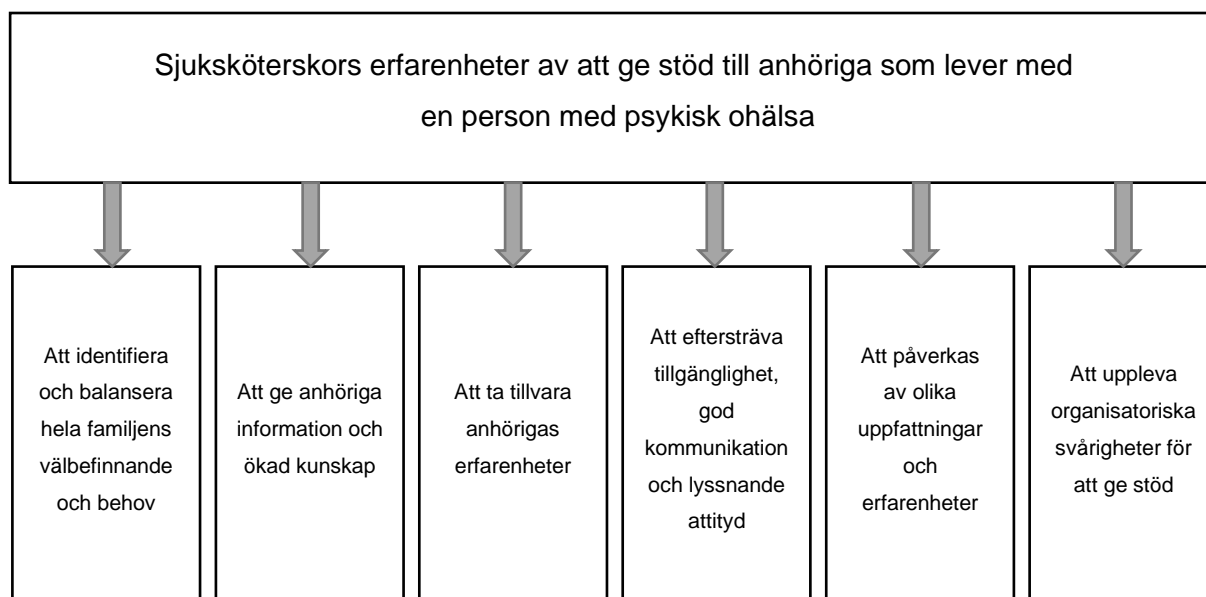 Sjuksköterskors erfarenheter av att ge stöd till anhöriga som lever med
en person med psykisk ohälsa
Att identifiera
och balansera
hela familjens
välbefinnande
och behov
Att ge anhöriga
information och
ökad kunskap
Att ta tillvara
anhörigas
erfarenheter
Att eftersträva
tillgänglighet,
god
kommunikation
och lyssnande
attityd
Att påverkas
av olika
uppfattningar
och
erfarenheter
Att uppleva
organisatoriska
svårigheter för
att ge stöd